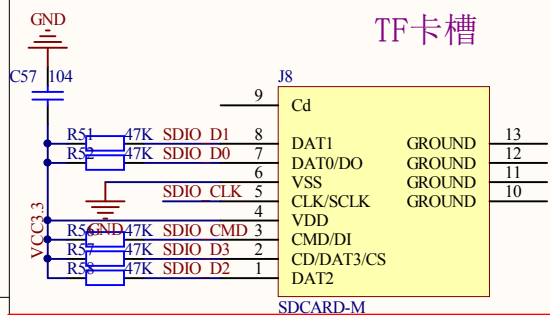 GND
TF卡槽
C57 104
J8
9 Cd
R51 47K SDIO_D1 8 DAT1 GROUND 13
R52 47K SDIO_D0 7 DAT0/DO GROUND 12
6 VSS GROUND 11
SDIO_CLK 5 CLK/SCLK GROUND 10
4 VDD
GND
VCC3.3
R56 47K SDIO_CMD 3 CMD/DI
R57 47K SDIO_D3 2 CD/DAT3/CS
R58 47K SDIO_D2 1 DAT2
SDCARD-M